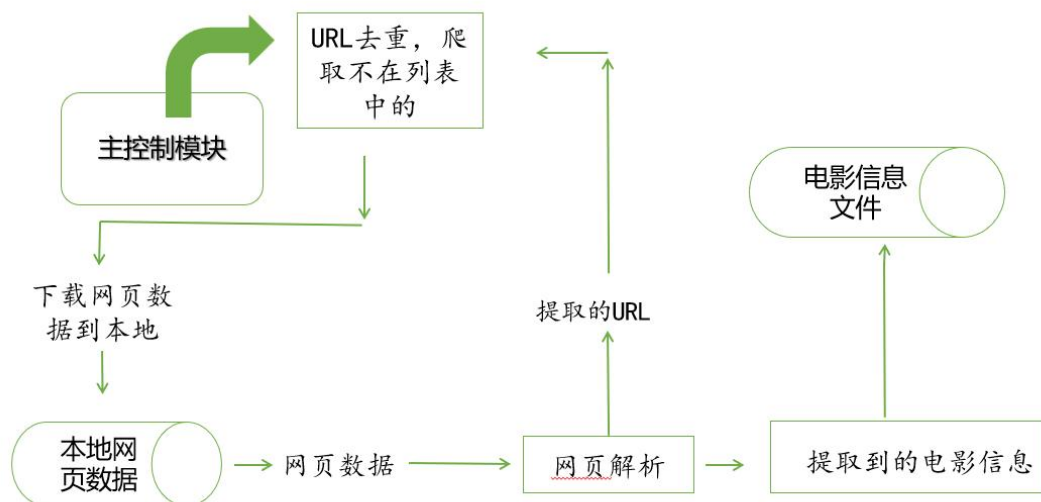 URL去重，爬
取不在列表
中的
主控制模块
电影信息
文件
下载网页数
据到本地
提取的URL
本地网
页数据
网页数据
网页解析
提取到的电影信息